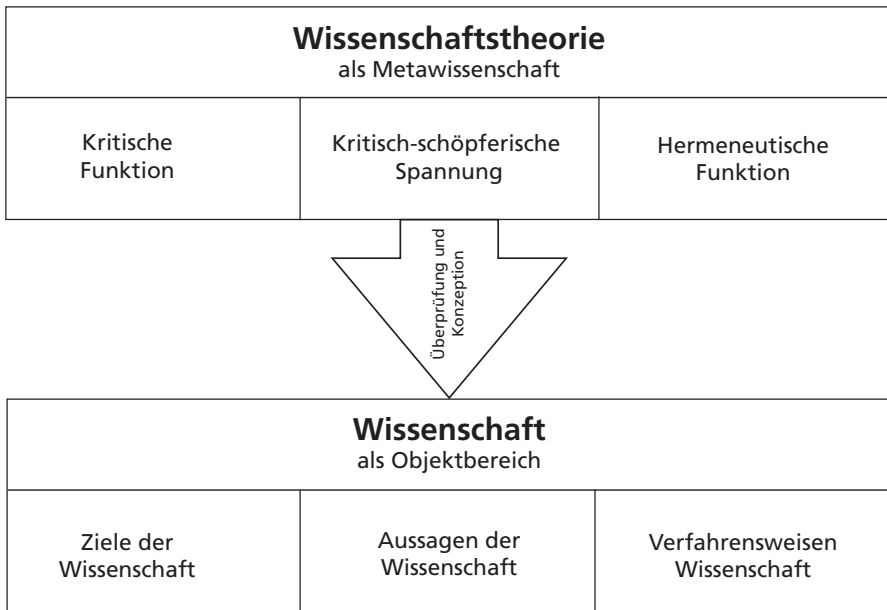 Wissenschaftstheorie
als Metawissenschaft
Kritische
Funktion
Kritisch-schöpferische
Spannung
Hermeneutische
Funktion
Überprüfung und
Konzeption
Wissenschaft
als Objektbereich
Ziele der
Wissenschaft
Aussagen der
Wissenschaft
Verfahrensweisen
Wissenschaft